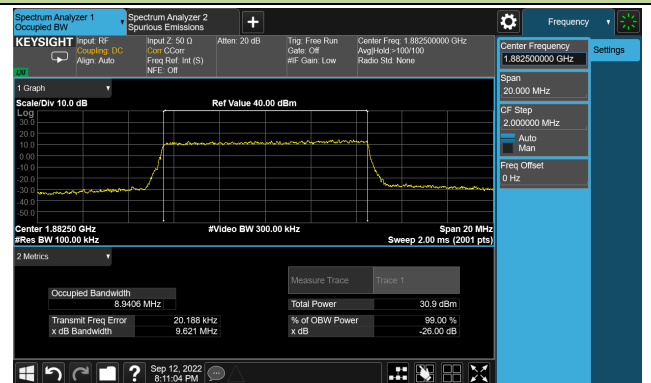 Spectrum Analyzer 1
Occupied BW
Spectrum Analyzer 2
Spurious Emissions
+
Frequency
KEYSIGHT
Input: RF
Coupling: DC
Align: Auto
Input Z: 50 Ω
Corr CCorr
Freq Ref: Int (S)
NFE: Off
Atten: 20 dB
Trig: Free Run
Gate: Off
#IF Gain: Low
Center Freq: 1.882500000 GHz
Avg|Hold:>100/100
Radio Std: None
LXI
Center Frequency
1.882500000 GHz
Settings
Span
20.000 MHz
CF Step
2.000000 MHz
Auto
Man
Freq Offset
0 Hz
1 Graph
Scale/Div 10.0 dB
Ref Value 40.00 dBm
Log
30.0
20.0
10.0
0.00
-10.0
-20.0
-30.0
-40.0
-50.0
Center 1.88250 GHz
#Video BW 300.00 kHz
Span 20 MHz
#Res BW 100.00 kHz
Sweep 2.00 ms (2001 pts)
2 Metrics
Measure Trace
Trace 1
Occupied Bandwidth
8.9406 MHz
Total Power
30.9 dBm
Transmit Freq Error
20.188 kHz
% of OBW Power
99.00 %
x dB Bandwidth
9.621 MHz
x dB
-26.00 dB
?
Sep 12, 2022
8:11:04 PM